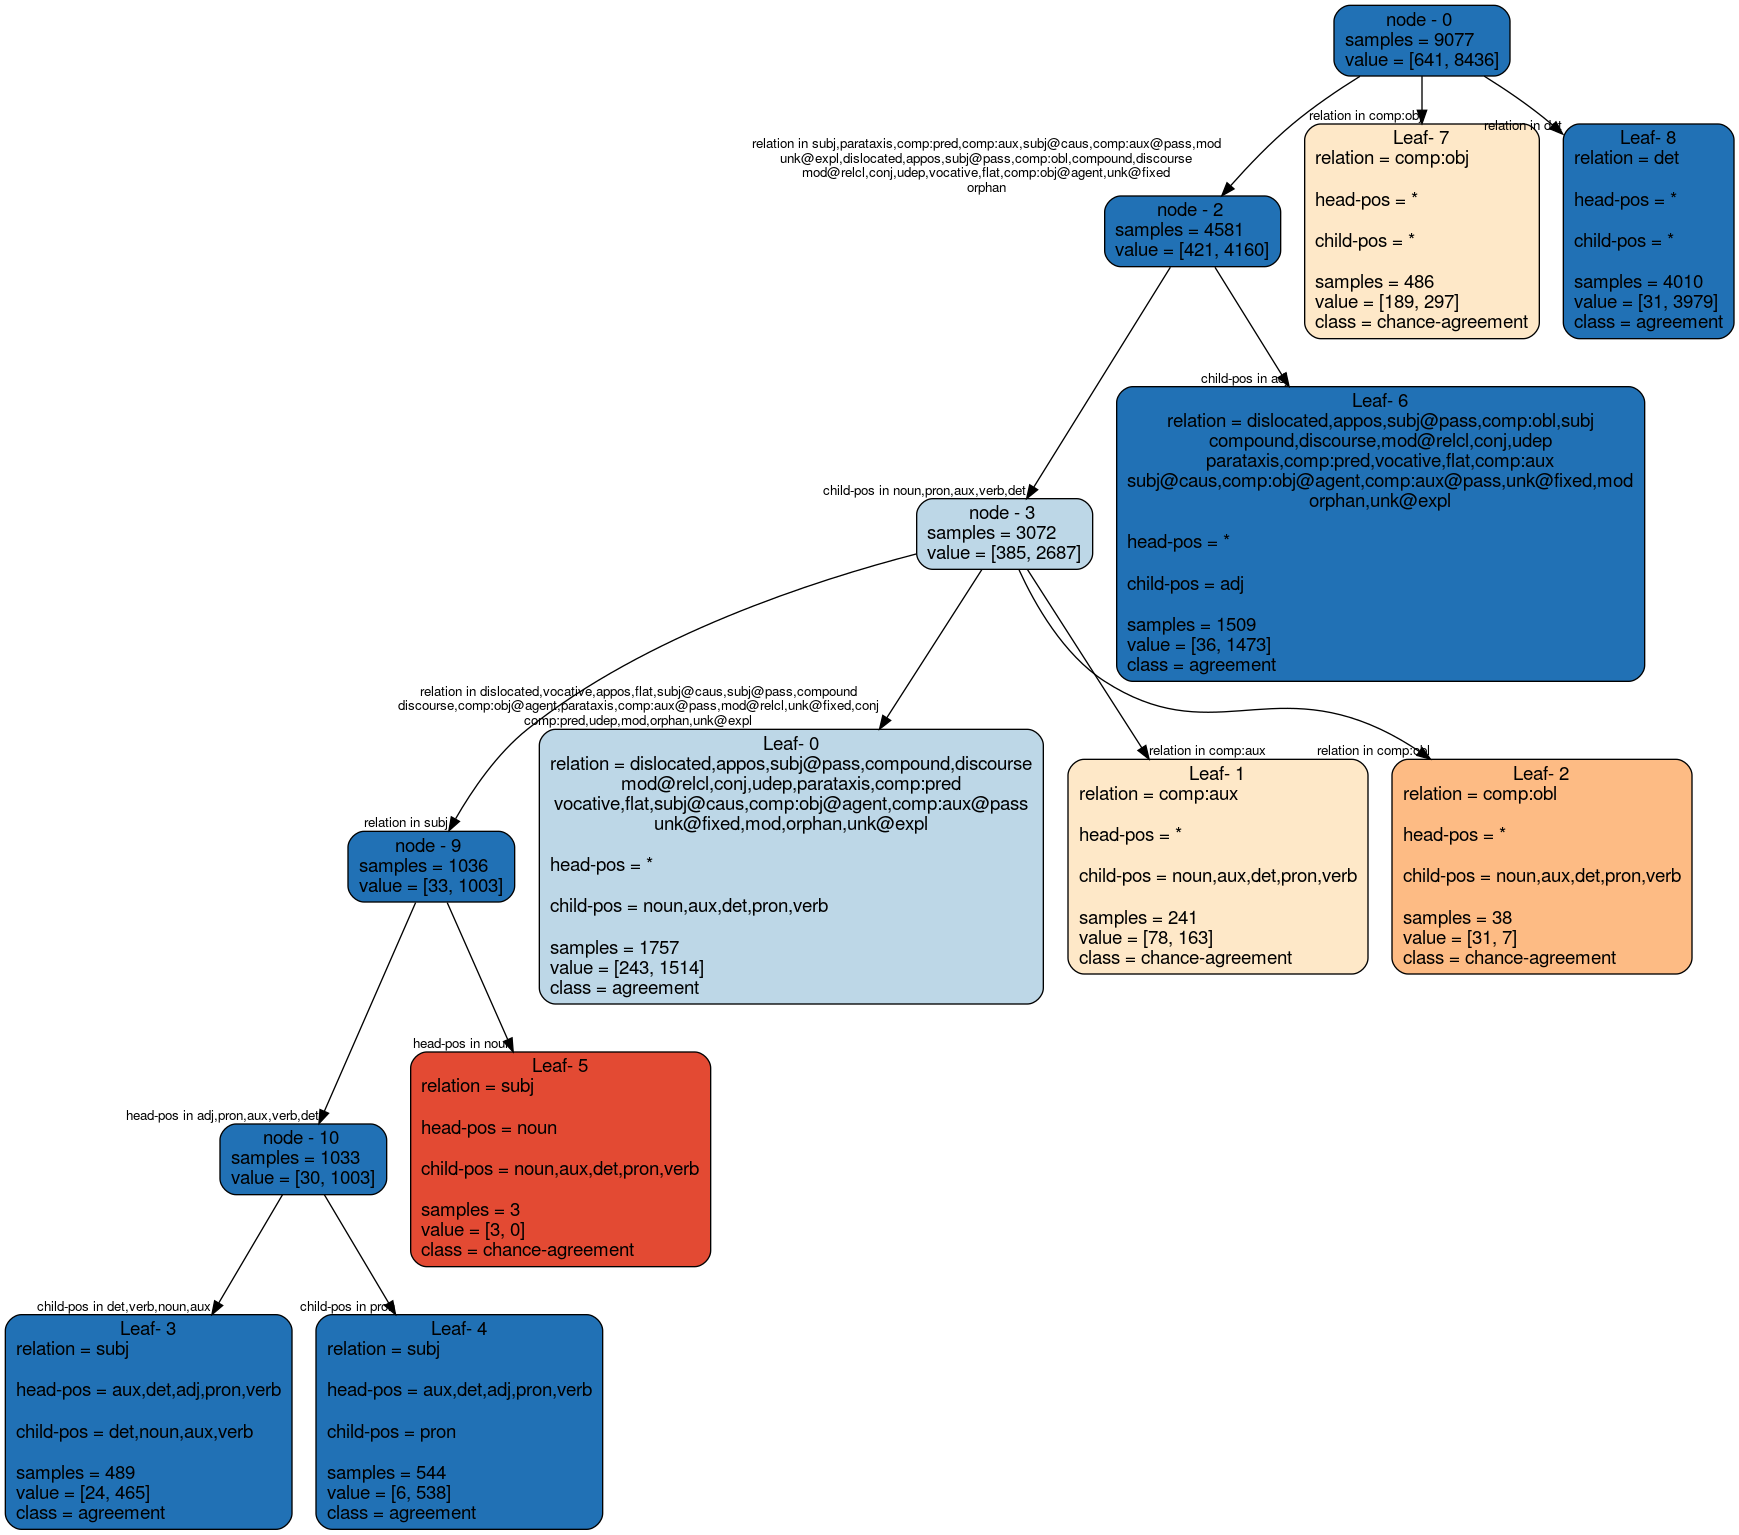 node - 0
samples = 9077
value = [641, 8436]
relation in subj,parataxis,comp:pred,comp:aux,subj@caus,comp:aux@pass,mod
unk@expl,dislocated,appos,subj@pass,comp:obl,compound,discourse
mod@relcl,conj,udep,vocative,flat,comp:obj@agent,unk@fixed
orphan
relation in comp:obj
relation in det
node - 2
samples = 4581
value = [421, 4160]
Leaf- 7
relation = comp:obj
head-pos = *
child-pos = *
samples = 486
value = [189, 297]
class = chance-agreement
Leaf- 8
relation = det
head-pos = *
child-pos = *
samples = 4010
value = [31, 3979]
class = agreement
child-pos in noun,pron,aux,verb,det
child-pos in adj
node - 3
samples = 3072
value = [385, 2687]
Leaf- 6
relation = dislocated,appos,subj@pass,comp:obl,subj
compound,discourse,mod@relcl,conj,udep
parataxis,comp:pred,vocative,flat,comp:aux
subj@caus,comp:obj@agent,comp:aux@pass,unk@fixed,mod
orphan,unk@expl
head-pos = *
child-pos = adj
samples = 1509
value = [36, 1473]
class = agreement
relation in subj
relation in dislocated,vocative,appos,flat,subj@caus,subj@pass,compound
discourse,comp:obj@agent,parataxis,comp:aux@pass,mod@relcl,unk@fixed,conj
comp:pred,udep,mod,orphan,unk@expl
relation in comp:aux
relation in comp:obl
node - 9
samples = 1036
value = [33, 1003]
Leaf- 0
relation = dislocated,appos,subj@pass,compound,discourse
mod@relcl,conj,udep,parataxis,comp:pred
vocative,flat,subj@caus,comp:obj@agent,comp:aux@pass
unk@fixed,mod,orphan,unk@expl
head-pos = *
child-pos = noun,aux,det,pron,verb
samples = 1757
value = [243, 1514]
class = agreement
Leaf- 1
relation = comp:aux
head-pos = *
child-pos = noun,aux,det,pron,verb
samples = 241
value = [78, 163]
class = chance-agreement
Leaf- 2
relation = comp:obl
head-pos = *
child-pos = noun,aux,det,pron,verb
samples = 38
value = [31, 7]
class = chance-agreement
head-pos in adj,pron,aux,verb,det
head-pos in noun
node - 10
samples = 1033
value = [30, 1003]
Leaf- 5
relation = subj
head-pos = noun
child-pos = noun,aux,det,pron,verb
samples = 3
value = [3, 0]
class = chance-agreement
child-pos in det,verb,noun,aux
child-pos in pron
Leaf- 3
relation = subj
head-pos = aux,det,adj,pron,verb
child-pos = det,noun,aux,verb
samples = 489
value = [24, 465]
class = agreement
Leaf- 4
relation = subj
head-pos = aux,det,adj,pron,verb
child-pos = pron
samples = 544
value = [6, 538]
class = agreement